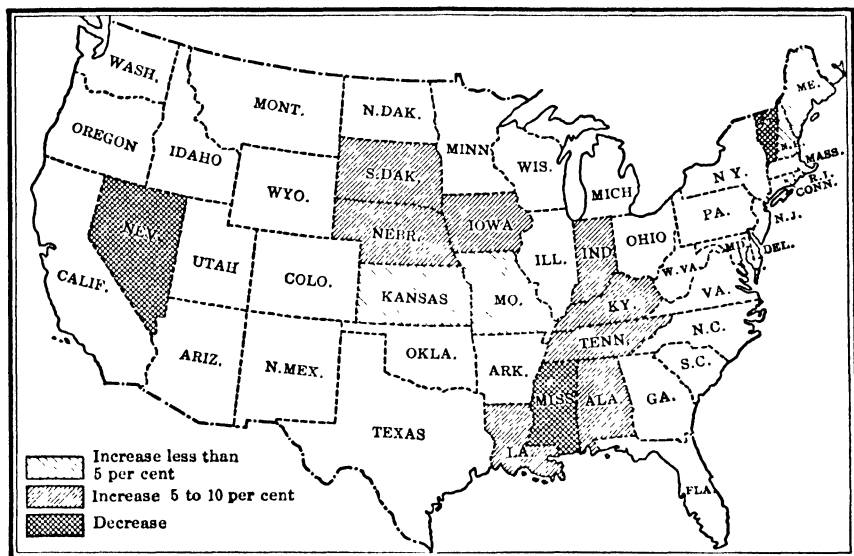 WASH.
OREGON
IDAHO
MONT.
N.DAK.
S.DAK.
MINN
WIS.
MICH
WYO.
NEV.
UTAH
COLO.
CALIF.
NEBR.
IOWA
KANSAS
MO.
ILL.
IND
OHIO
KY
TENN.
W.VA.
VA.
PA.
N.Y.
ME.
MASS.
R.I.
CONN.
N.J.
DEL.
N.C.
S.C.
GA.
ALA.
MISS
LA.
ARK.
OKLA.
TEXAS
N.MEX.
ARIZ.
FLA
Increase less than
5 per cent
Increase 5 to 10 per cent
Decrease